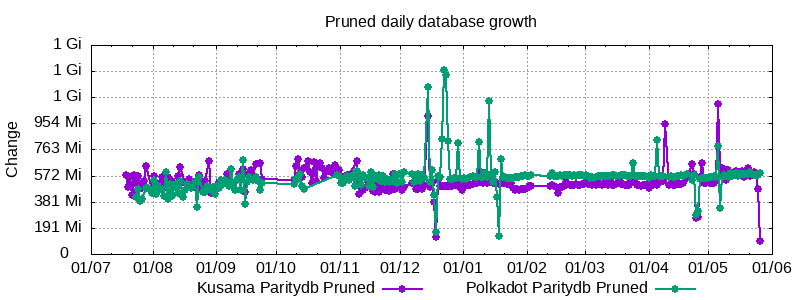 Pruned daily database growth
Change
1 Gi
1 Gi
1 Gi
954 Mi
763 Mi
572 Mi
381 Mi
191 Mi
0
01/07 01/08 01/09 01/10 01/11 01/12 01/01 01/02 01/03 01/04 01/05 01/06
Kusama Paritydb Pruned Polkadot Paritydb Pruned